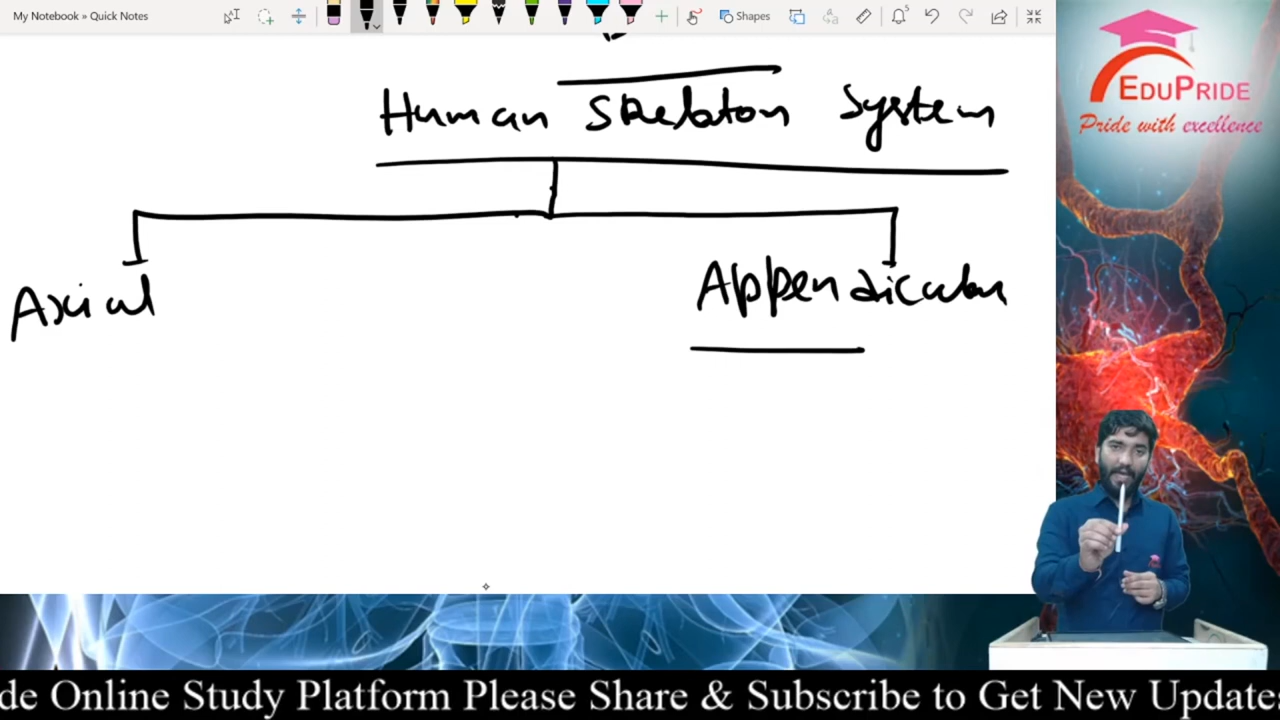 My Notebook » Quick Notes
Shapes
EDUPRIDE
Pride with excellence
Human Skeleton System
Axial
Appendicular
de Online Study Platform Please Share & Subscribe to Get New Updates